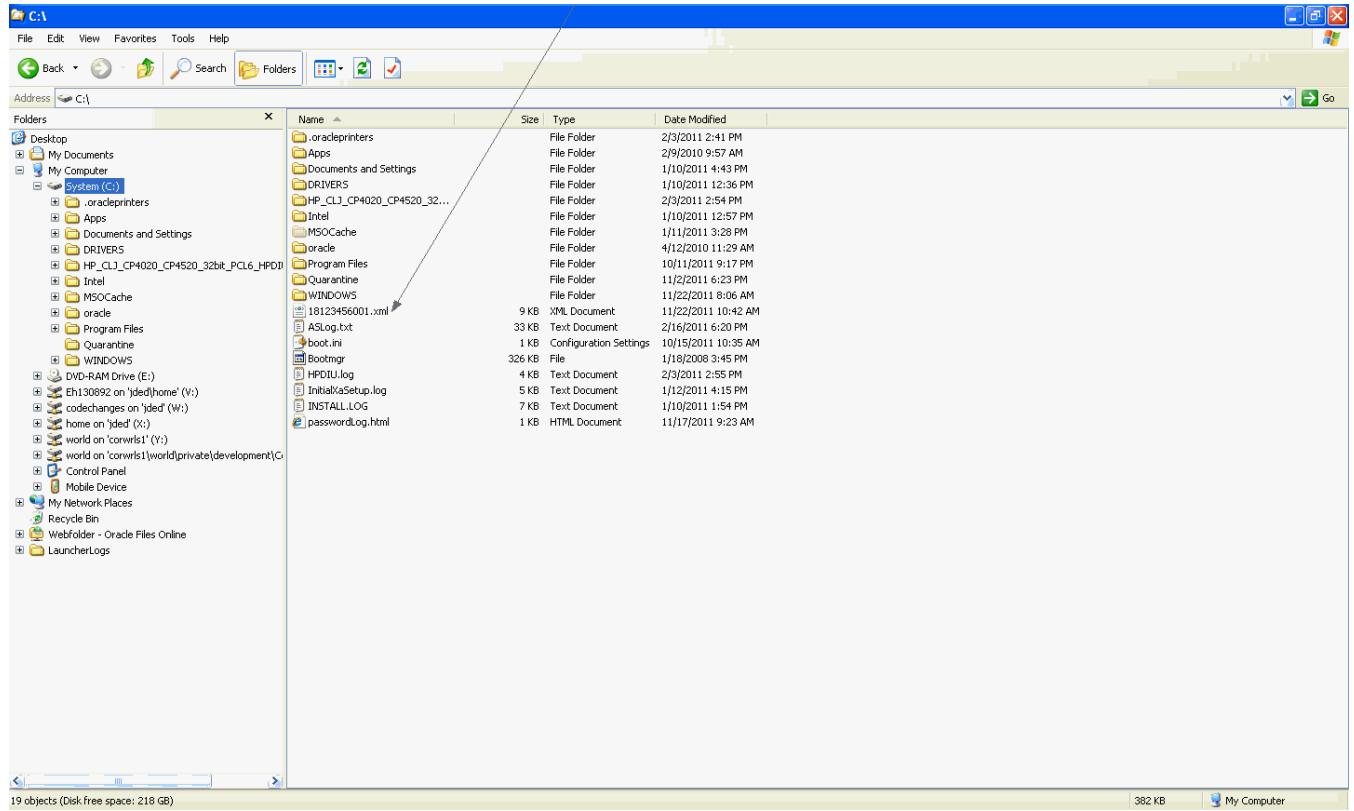 C:\
File Edit View Favorites Tools Help
Back Search Folders
Address C:\ Go
Folders
Desktop
My Documents
My Computer
System (C:)
.oracleprinters
Apps
Documents and Settings
DRIVERS
HP_CLJ_CP4020_CP4520_32bit_PCL6_HPDI
Intel
MSOCache
oracle
Program Files
Quarantine
WINDOWS
DVD-RAM Drive (E:)
Eh130892 on 'jded\home' (V:)
codechanges on 'jded' (W:)
home on 'jded' (X:)
world on 'corwrls1' (Y:)
world on 'corwrls1\world\private\development\C
Control Panel
Mobile Device
My Network Places
Recycle Bin
Webfolder - Oracle Files Online
LauncherLogs
Name Size Type Date Modified
.oracleprinters File Folder 2/3/2011 2:41 PM
Apps File Folder 2/9/2010 9:57 AM
Documents and Settings File Folder 1/10/2011 4:43 PM
DRIVERS File Folder 1/10/2011 12:36 PM
HP_CLJ_CP4020_CP4520_32... File Folder 2/3/2011 2:54 PM
Intel File Folder 1/10/2011 12:57 PM
MSOCache File Folder 1/11/2011 3:28 PM
oracle File Folder 4/12/2010 11:29 AM
Program Files File Folder 10/11/2011 9:17 PM
Quarantine File Folder 11/2/2011 6:23 PM
WINDOWS File Folder 11/22/2011 8:06 AM
18123456001.xml 9 KB XML Document 11/22/2011 10:42 AM
ASLog.txt 33 KB Text Document 2/16/2011 6:20 PM
boot.ini 1 KB Configuration Settings 10/15/2011 10:35 AM
Bootmgr 326 KB File 1/18/2008 3:45 PM
HPDIU.log 4 KB Text Document 2/3/2011 2:55 PM
InitialXaSetup.log 5 KB Text Document 1/12/2011 4:15 PM
INSTALL.LOG 7 KB Text Document 1/10/2011 1:54 PM
passwordLog.html 1 KB HTML Document 11/17/2011 9:23 AM
19 objects (Disk free space: 218 GB) 382 KB My Computer